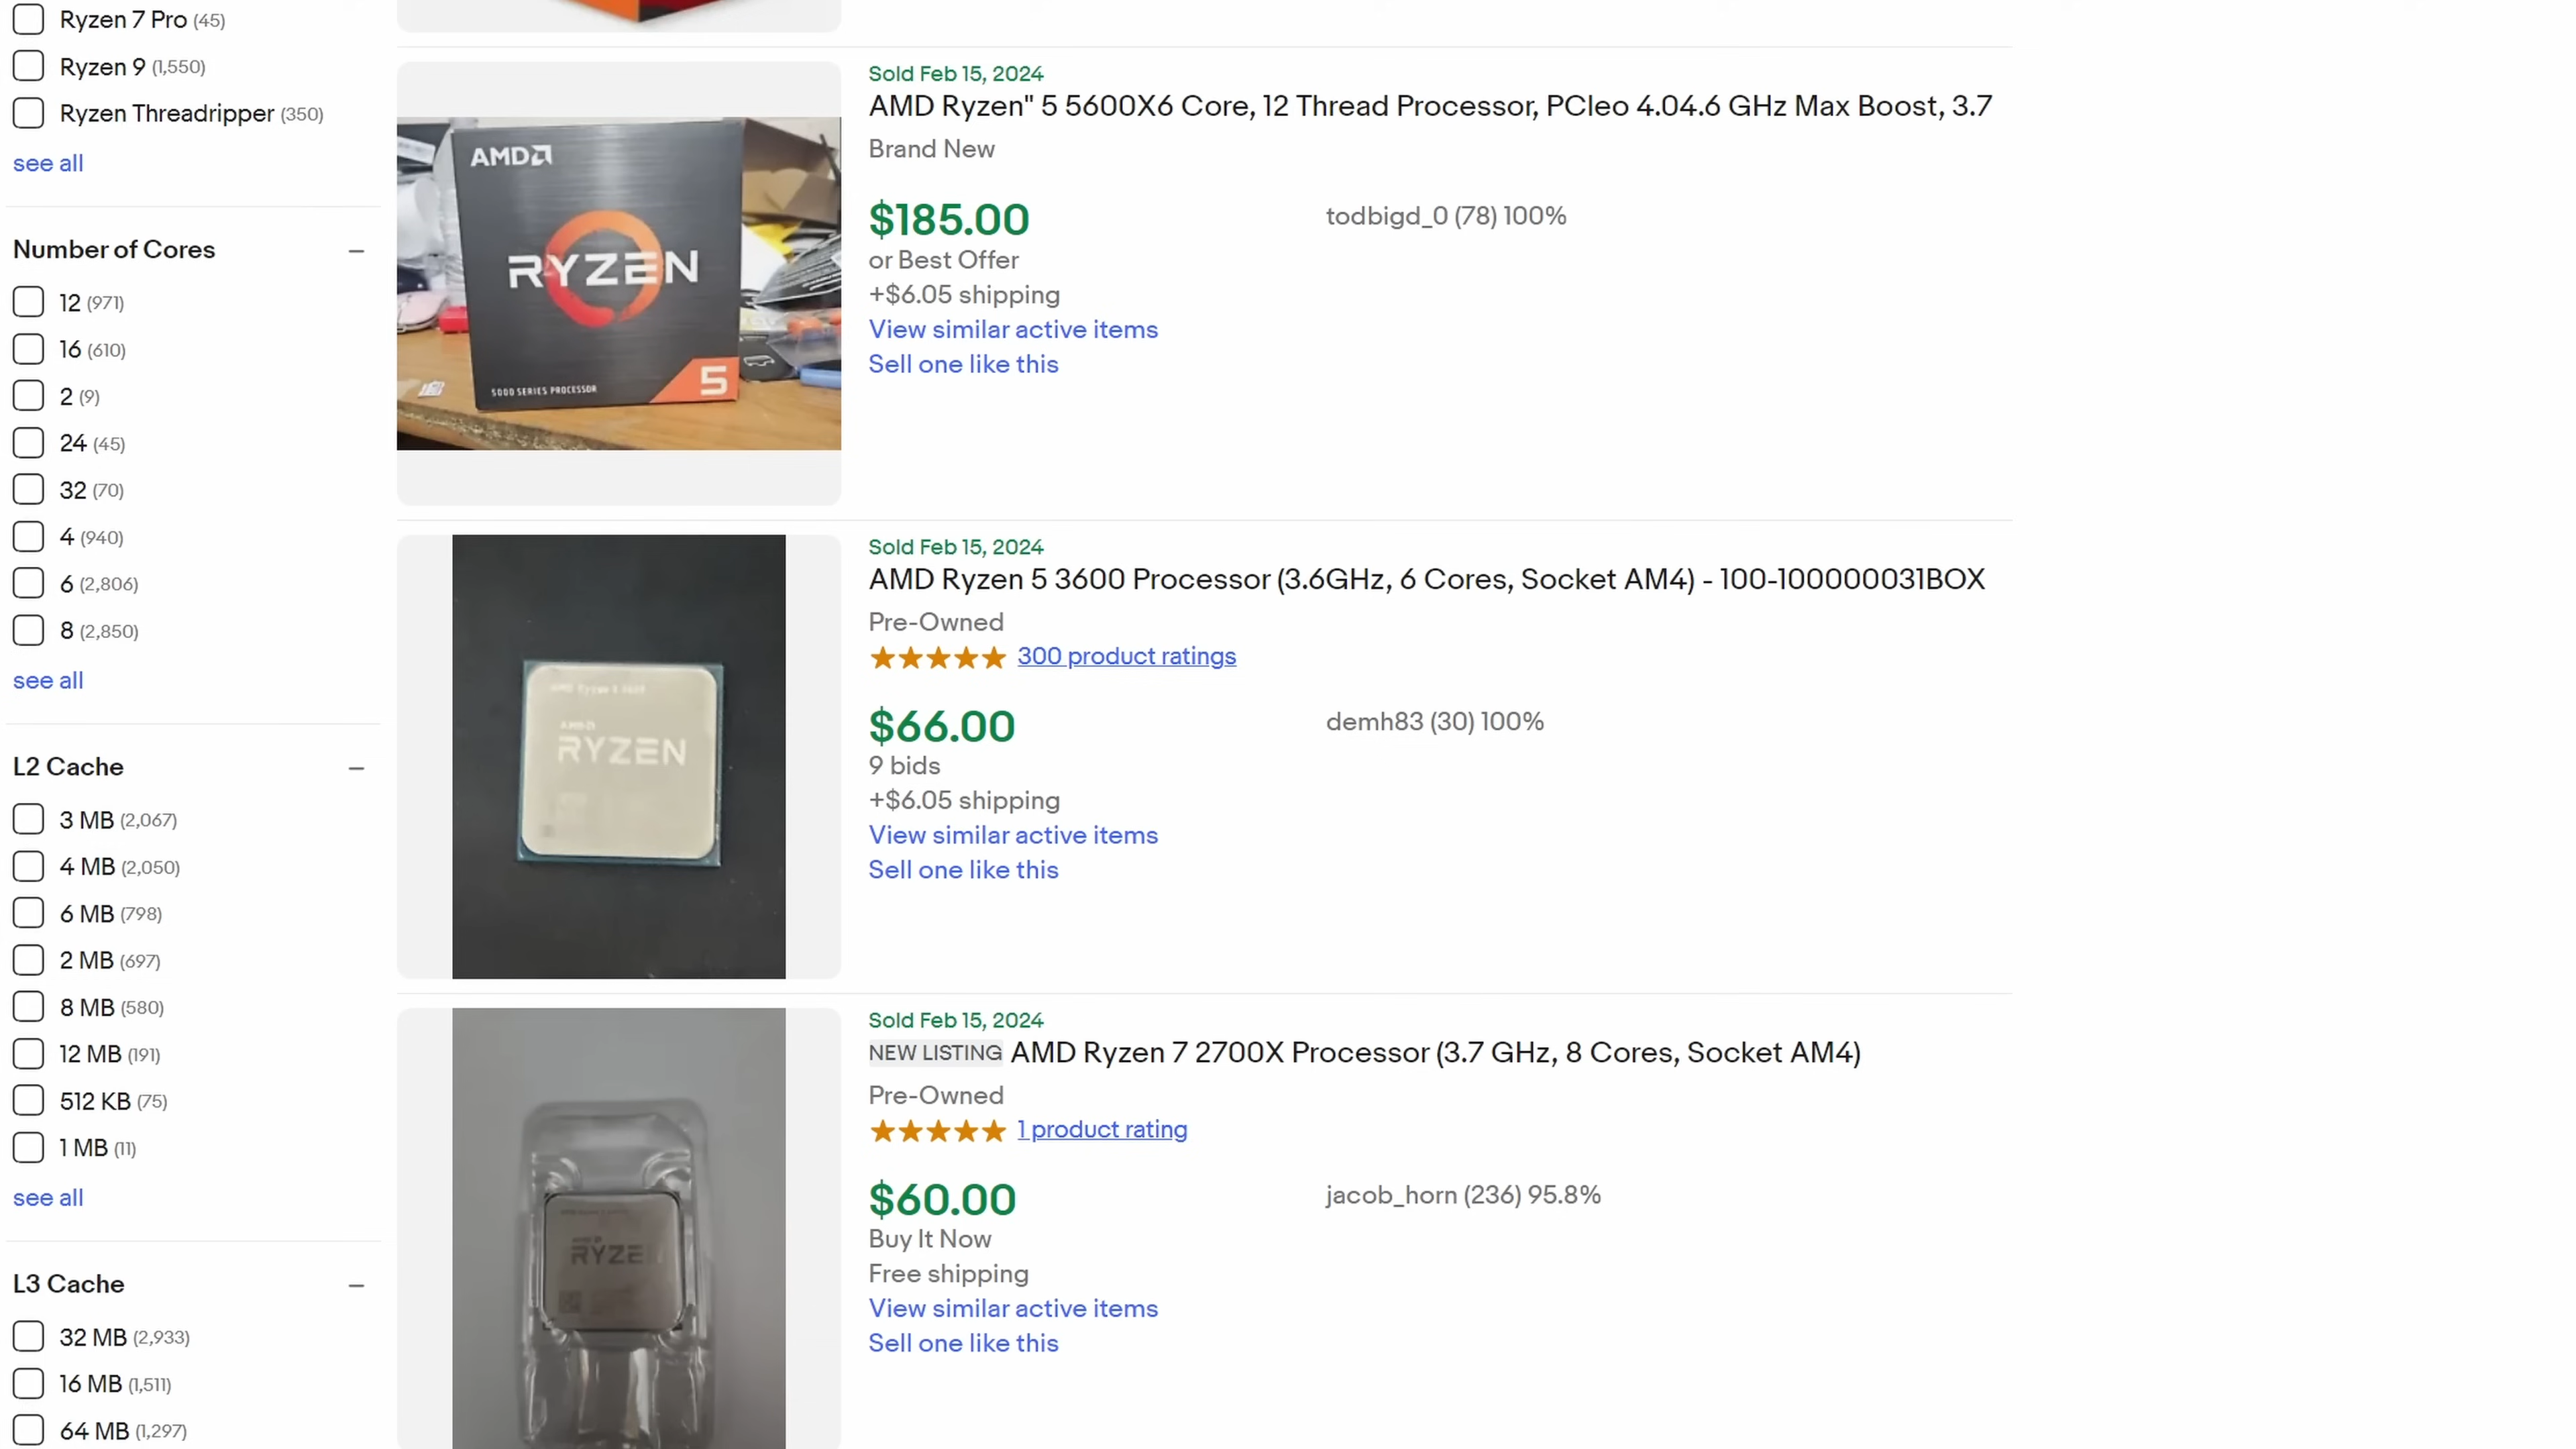 Ryzen 7 Pro (45)
Ryzen 9 (1,550)
Ryzen Threadripper (350)
see all
Number of Cores
12 (971)
16 (610)
2 (9)
24 (45)
32 (70)
4 (940)
6 (2,806)
8 (2,850)
see all
L2 Cache
3 MB (2,067)
4 MB (2,050)
6 MB (798)
2 MB (697)
8 MB (580)
12 MB (191)
512 KB (75)
1 MB (11)
see all
L3 Cache
32 MB (2,933)
16 MB (1,511)
64 MB (1,297)
AMD
RYZEN
5000 SERIES PROCESSOR
5
Sold Feb 15, 2024
AMD Ryzen" 5 5600X6 Core, 12 Thread Processor, PCleo 4.04.6 GHz Max Boost, 3.7
Brand New
$185.00
todbigd_0 (78) 100%
or Best Offer
+$6.05 shipping
View similar active items
Sell one like this
AMD
RYZEN
Sold Feb 15, 2024
AMD Ryzen 5 3600 Processor (3.6GHz, 6 Cores, Socket AM4) - 100-100000031BOX
Pre-Owned
300 product ratings
$66.00
demh83 (30) 100%
9 bids
+$6.05 shipping
View similar active items
Sell one like this
Sold Feb 15, 2024
NEW LISTING AMD Ryzen 7 2700X Processor (3.7 GHz, 8 Cores, Socket AM4)
Pre-Owned
1 product rating
$60.00
jacob_horn (236) 95.8%
Buy It Now
Free shipping
View similar active items
Sell one like this